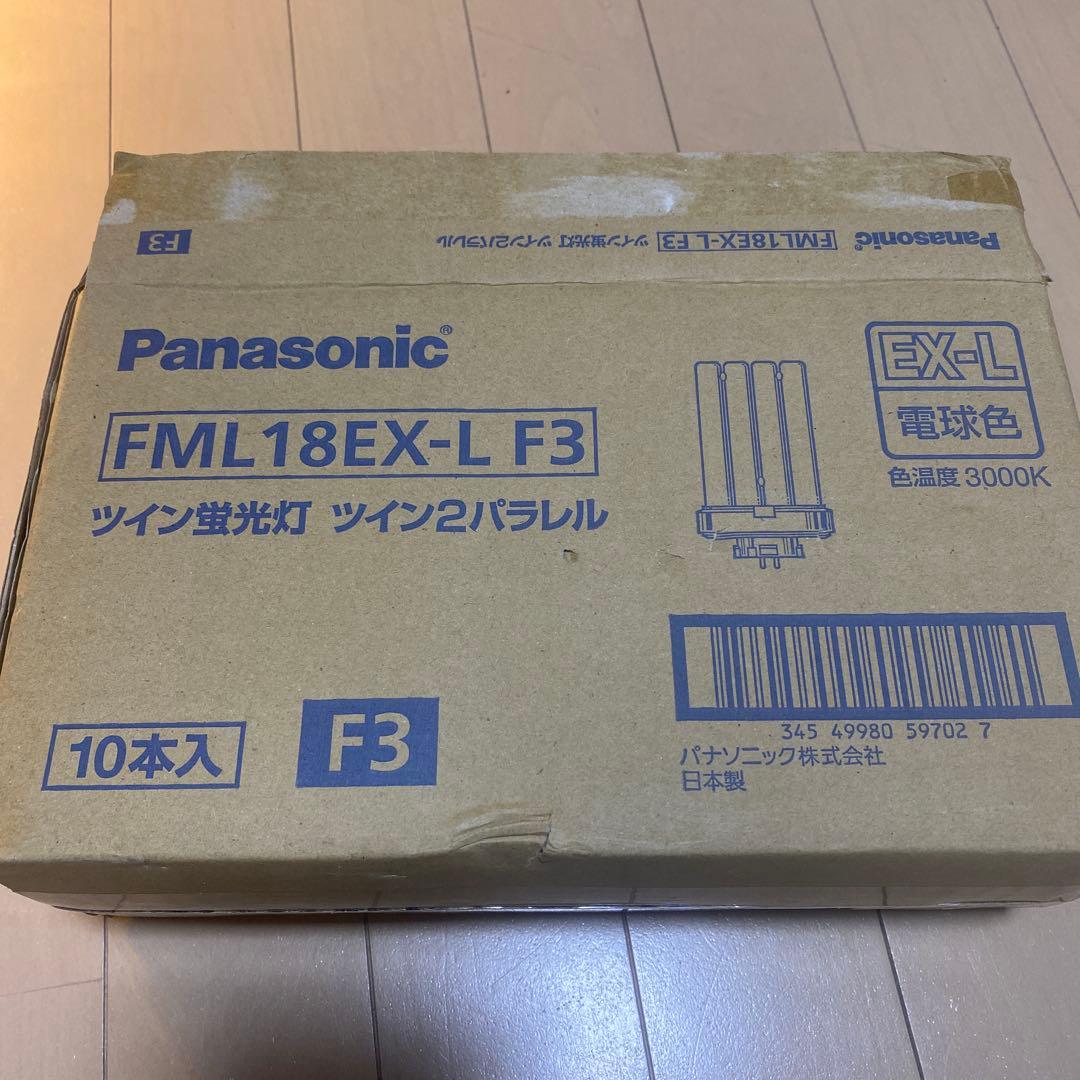 Panasonic® FML18EX-L F3 ツイン蛍光灯 ツイン2パラレル F3
Panasonic®
FML18EX-L F3
ツイン蛍光灯 ツイン2パラレル
EX-L
電球色
色温度 3000K
10本入
F3
345 49980 59702 7
パナソニック株式会社
日本製